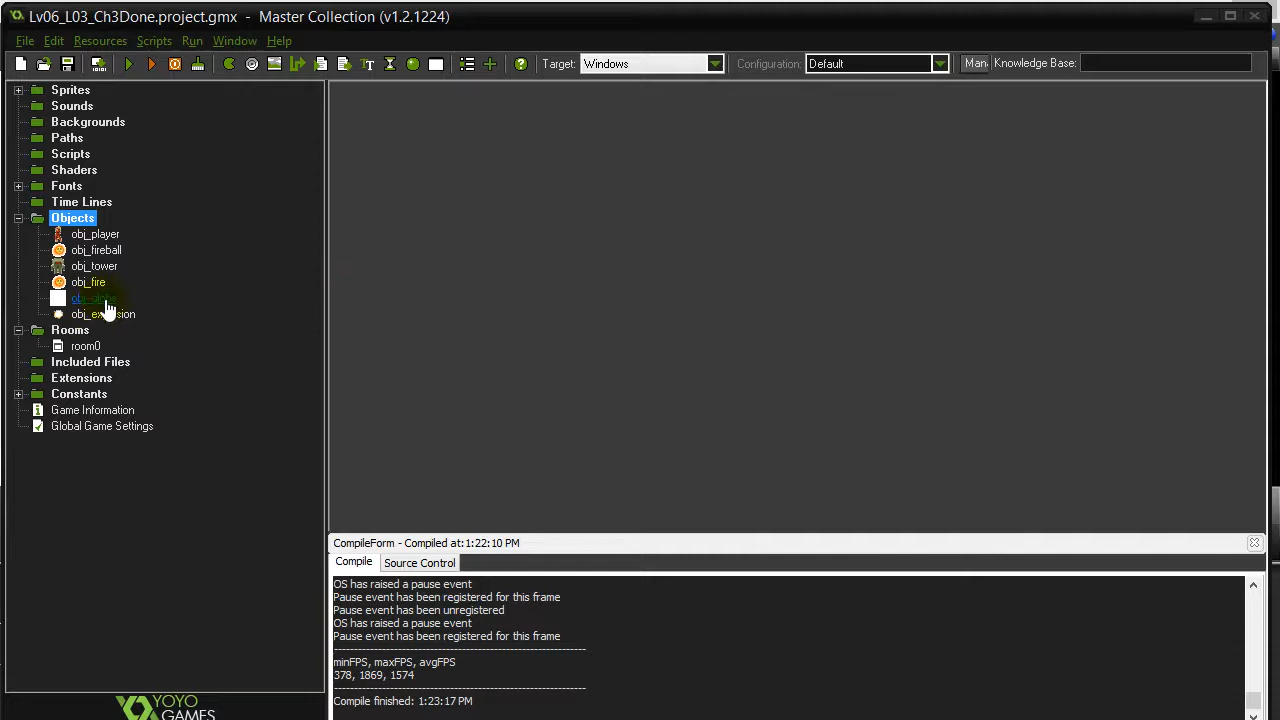 Lv06_L03_Ch3Done.project.gmx - Master Collection (v1.2.1224)
File Edit Resources Scripts Run Window Help
Target: Windows Configuration: Default Man Knowledge Base:
Sprites
Sounds
Backgrounds
Paths
Scripts
Shaders
Fonts
Time Lines
Objects
obj_player
obj_fireball
obj_tower
obj_fire
Rooms
room0
Included Files
Extensions
Constants
Game Information
Global Game Settings
YOYO
GAMES
CompileForm - Compiled at:1:22:10 PM
Compile Source Control
OS has raised a pause event
Pause event has been registered for this frame
Pause event has been unregistered
OS has raised a pause event
Pause event has been registered for this frame
---------------------------------------------------------------
minFPS, maxFPS, avgFPS
378, 1869, 1574
---------------------------------------------------------------
Compile finished: 1:23:17 PM